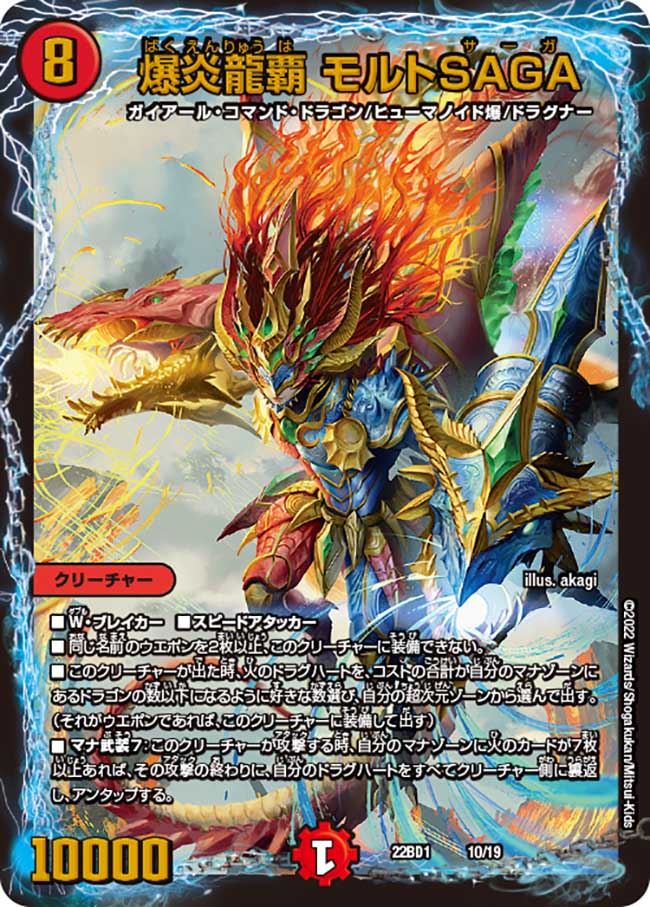 8
ばくえんりゅうは サーガ
爆炎龍覇 モルトSAGA
ガイアール・コマンド・ドラゴン/ヒューマノイド爆/ドラグナー
クリーチャー
illus. akagi
■W・ブレイカー ■スピードアタッカー
■同じ名前のウエポンを2枚以上、このクリーチャーに装備できない。
■このクリーチャーが出た時、火のドラグハートを、コストの合計が自分のマナゾーンに
あるドラゴンの数以下になるように好きな数選び、自分の超次元ゾーンから選んで出す。
(それがウエポンであれば、このクリーチャーに装備して出す)
■マナ武装7:このクリーチャーが攻撃する時、自分のマナゾーンに火のカードが7枚
以上あれば、その攻撃の終わりに、自分のドラグハートをすべてクリーチャー側に裏返
し、アンタップする。
10000
1
22BD1 10/19
©2022 Wizards/Shogakukan/Mitsui-Kids